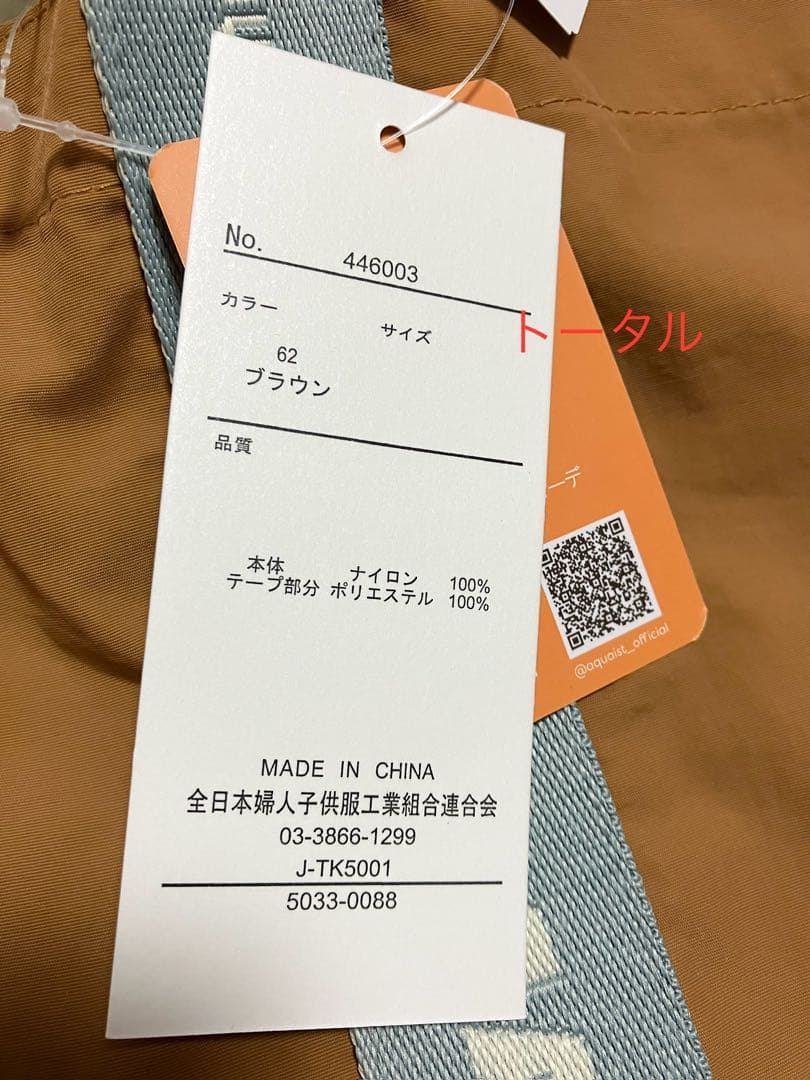 No. 446003
カラー サイズ
トータル
62
ブラウン
品質
本体 ナイロン 100%
テープ部分 ポリエステル 100%
MADE IN CHINA
全日本婦人子供服工業組合連合会
03-3866-1299
J-TK5001
5033-0088
ーデ
@aquaist_official